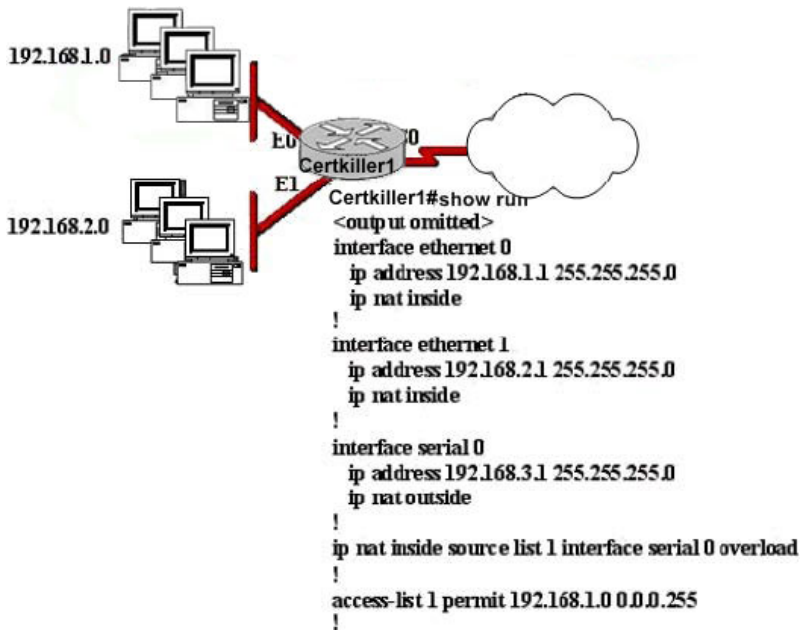 192.168.1.0
E0
S0
Certkiller1
E1
192.168.2.0
Certkiller1#show run
<output omitted>
interface ethernet 0
ip address 192.168.1.1 255.255.255.0
ip nat inside
!
interface ethernet 1
ip address 192.168.2.1 255.255.255.0
ip nat inside
!
interface serial 0
ip address 192.168.3.1 255.255.255.0
ip nat outside
!
ip nat inside source list 1 interface serial 0 overload
!
access-list 1 permit 192.168.1.0 0.0.0.255
!